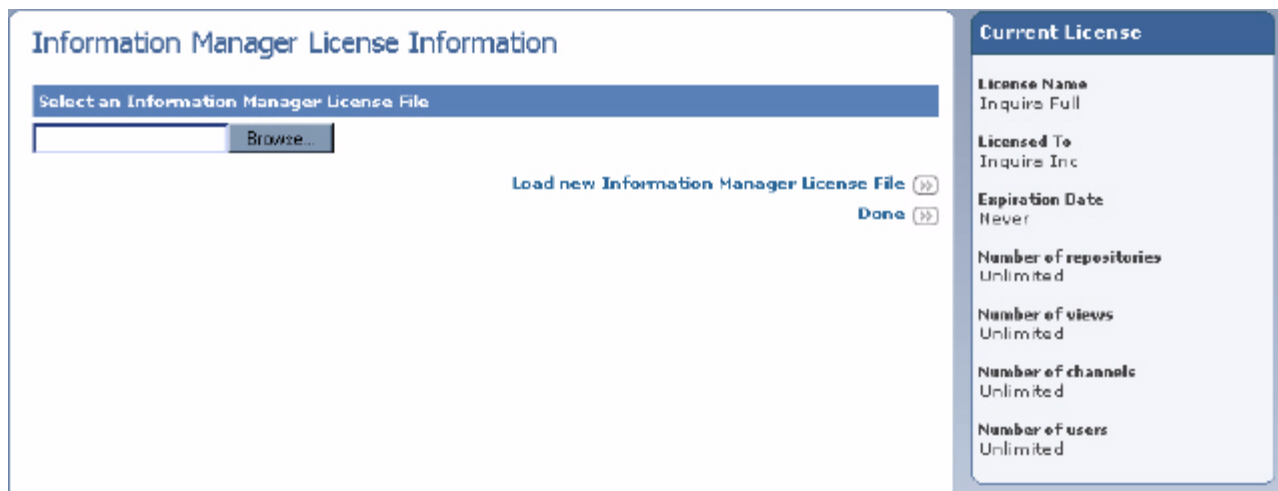 Information Manager License Information
Select an Information Manager License File
Browse...
Load new Information Manager License File
Done
Current License
License Name
Inquira Full
Licensed To
Inquira Inc
Expiration Date
Never
Number of repositories
Unlimited
Number of views
Unlimited
Number of channels
Unlimited
Number of users
Unlimited